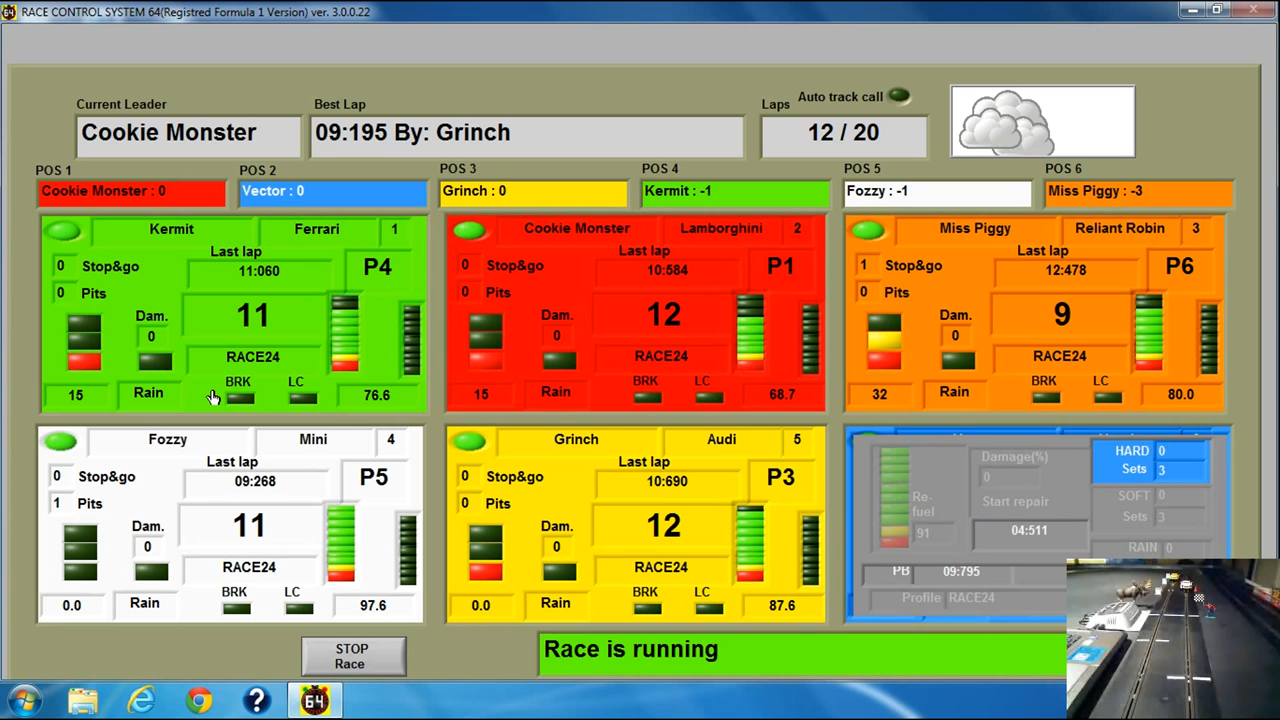 RACE CONTROL SYSTEM 64(Registred Formula 1 Version) ver. 3.0.0.22
Current Leader
Best Lap
Laps
Auto track call
Cookie Monster
09:195 By: Grinch
12 / 20
POS 1
POS 2
POS 3
POS 4
POS 5
POS 6
Cookie Monster : 0
Vector : 0
Grinch : 0
Kermit : -1
Fozzy : -1
Miss Piggy : -3
Kermit
Ferrari
1
Last lap
0 Stop&go
11:060
P4
0 Pits
Dam.
11
0
RACE24
BRK
LC
15
Rain
76.6
Cookie Monster
Lamborghini
2
Last lap
0 Stop&go
10:584
P1
0 Pits
Dam.
12
0
RACE24
BRK
LC
15
Rain
68.7
Miss Piggy
Reliant Robin
3
Last lap
1 Stop&go
12:478
P6
0 Pits
Dam.
9
0
RACE24
BRK
LC
32
Rain
80.0
Fozzy
Mini
4
Last lap
0 Stop&go
09:268
P5
1 Pits
Dam.
11
0
RACE24
BRK
LC
0.0
Rain
97.6
Grinch
Audi
5
Last lap
0 Stop&go
10:690
P3
0 Pits
Dam.
12
0
RACE24
BRK
LC
0.0
Rain
87.6
HARD 0
Sets 3
Damage(%)
0
SOFT 0
Sets 3
Re-
fuel
91
Start repair
04:511
RAIN 0
PB 09:795
Profile RACE24
STOP
Race
Race is running
64